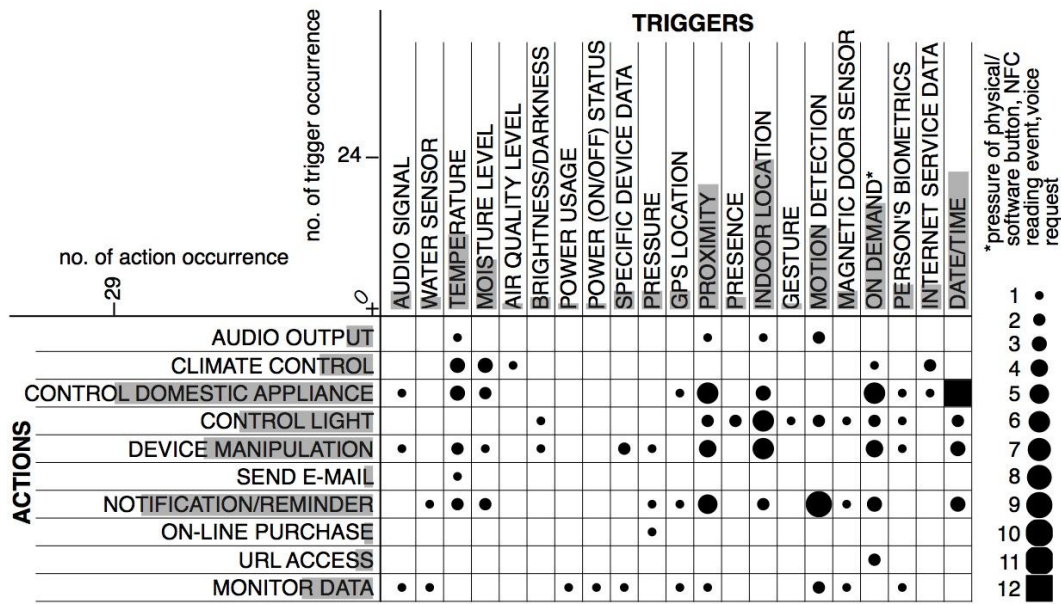 TRIGGERS
no. of trigger occurrence
24
no. of action occurrence
29
0
AUDIO SIGNAL
WATER SENSOR
TEMPERATURE
MOISTURE LEVEL
AIR QUALITY LEVEL
BRIGHTNESS/DARKNESS
POWER USAGE
POWER (ON/OFF) STATUS
SPECIFIC DEVICE DATA
PRESSURE
GPS LOCATION
PROXIMITY
PRESENCE
INDOOR LOCATION
GESTURE
MOTION DETECTION
MAGNETIC DOOR SENSOR
ON DEMAND*
PERSON'S BIOMETRICS
INTERNET SERVICE DATA
DATE/TIME
*pressure of physical/
software button, NFC
reading event,voice
request
ACTIONS
AUDIO OUTPUT
CLIMATE CONTROL
CONTROL DOMESTIC APPLIANCE
CONTROL LIGHT
DEVICE MANIPULATION
SEND E-MAIL
NOTIFICATION/REMINDER
ON-LINE PURCHASE
URL ACCESS
MONITOR DATA
1
2
3
4
5
6
7
8
9
10
11
12